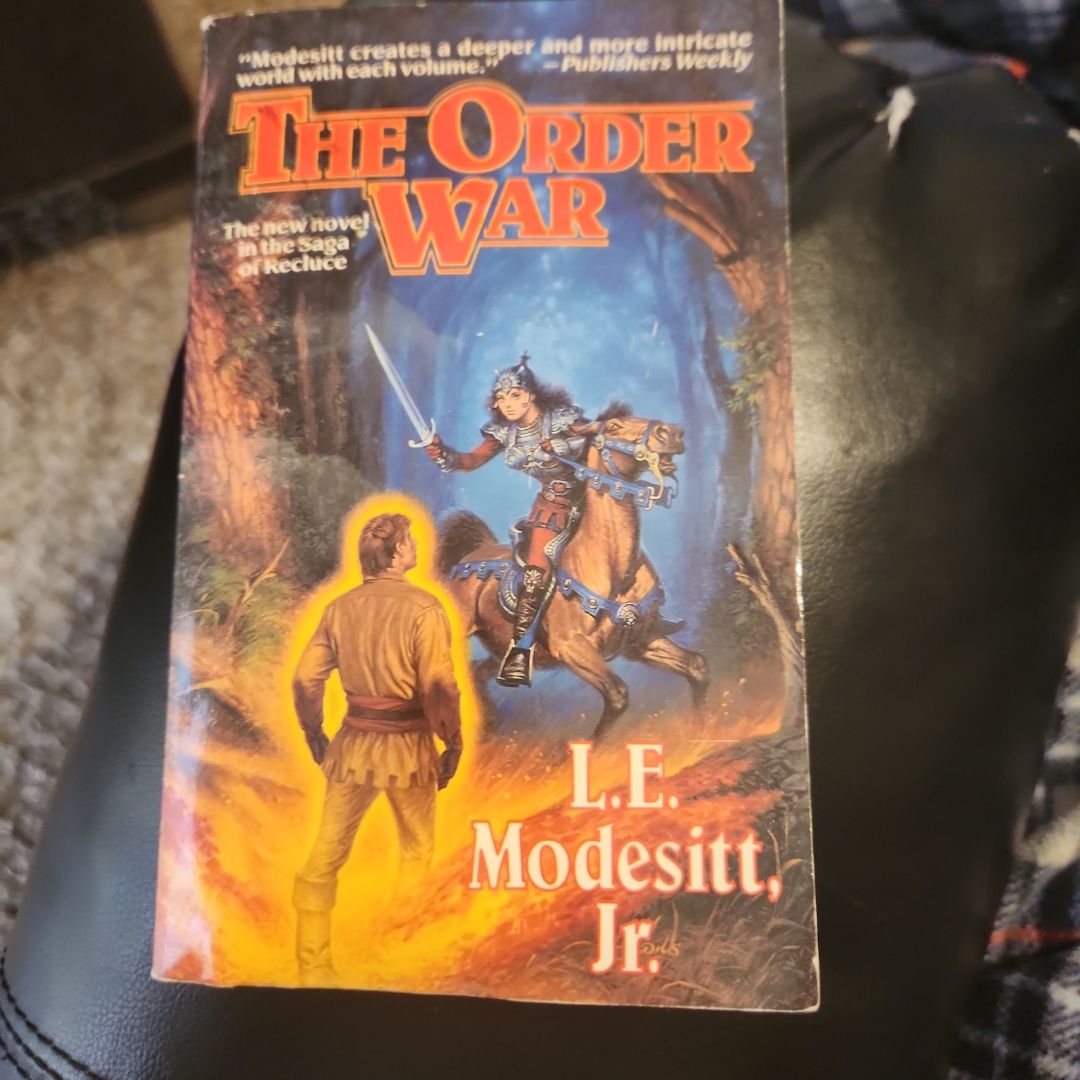 "Modesitt creates a deeper and more intricate
world with each volume." —Publishers Weekly
THE ORDER
WAR
The new novel
in the Saga
of Recluce
L.E.
Modesitt,
Jr.